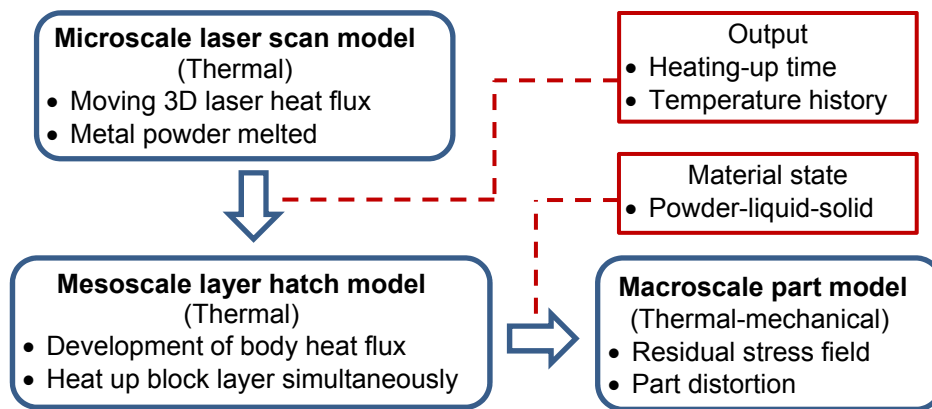 Microscale laser scan model
(Thermal)
• Moving 3D laser heat flux
• Metal powder melted
Output
• Heating-up time
• Temperature history
Material state
• Powder-liquid-solid
Mesoscale layer hatch model
(Thermal)
• Development of body heat flux
• Heat up block layer simultaneously
Macroscale part model
(Thermal-mechanical)
• Residual stress field
• Part distortion